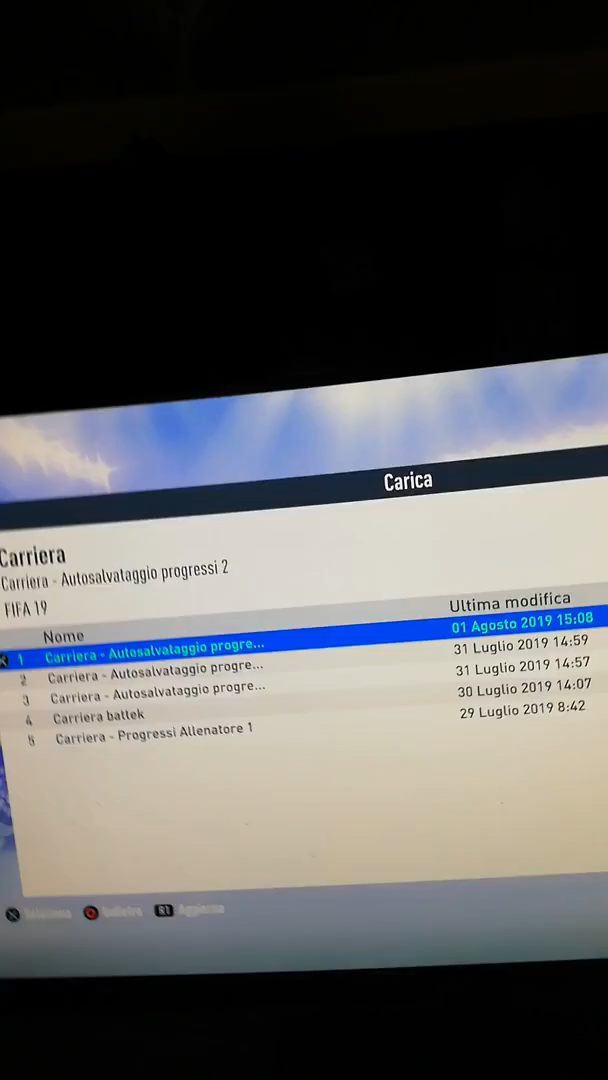 Carica
Carriera
Carriera - Autosalvataggio progressi 2
FIFA 19
Nome Ultima modifica
1 Carriera - Autosalvataggio progre... 01 Agosto 2019 15:08
2 Carriera - Autosalvataggio progre... 31 Luglio 2019 14:59
3 Carriera - Autosalvataggio progre... 31 Luglio 2019 14:57
4 Carriera battek 30 Luglio 2019 14:07
5 Carriera - Progressi Allenatore 1 29 Luglio 2019 8:42
Seleziona Indietro R1 Aggiorna